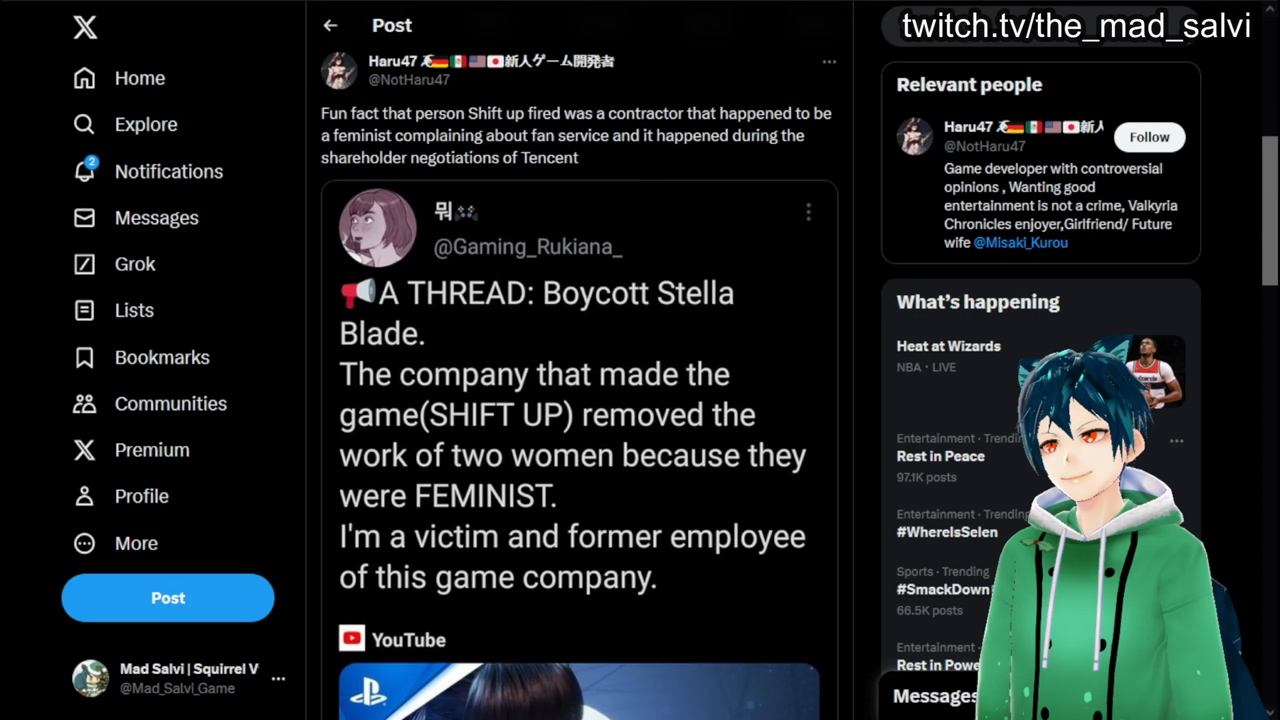 twitch.tv/the_mad_salvi
Home
Explore
2
Notifications
Messages
Grok
Lists
Bookmarks
Communities
Premium
Profile
More
Post
Mad Salvi | Squirrel V
@Mad_Salvi_Game
Post
Haru47 新人ゲーム開発者
@NotHaru47
Fun fact that person Shift up fired was a contractor that happened to be
a feminist complaining about fan service and it happened during the
shareholder negotiations of Tencent
뭐
@Gaming_Rukiana_
A THREAD: Boycott Stella
Blade.
The company that made the
game(SHIFT UP) removed the
work of two women because they
were FEMINIST.
I'm a victim and former employee
of this game company.
YouTube
Relevant people
Haru47 新人
@NotHaru47
Follow
Game developer with controversial
opinions , Wanting good
entertainment is not a crime, Valkyria
Chronicles enjoyer,Girlfriend/ Future
wife @Misaki_Kurou
What's happening
Heat at Wizards
NBA · LIVE
Entertainment · Trending
Rest in Peace
97.1K posts
Entertainment · Trending
#WhereIsSelen
Sports · Trending
#SmackDown
66.5K posts
Entertainment
Rest in Powe
Messages